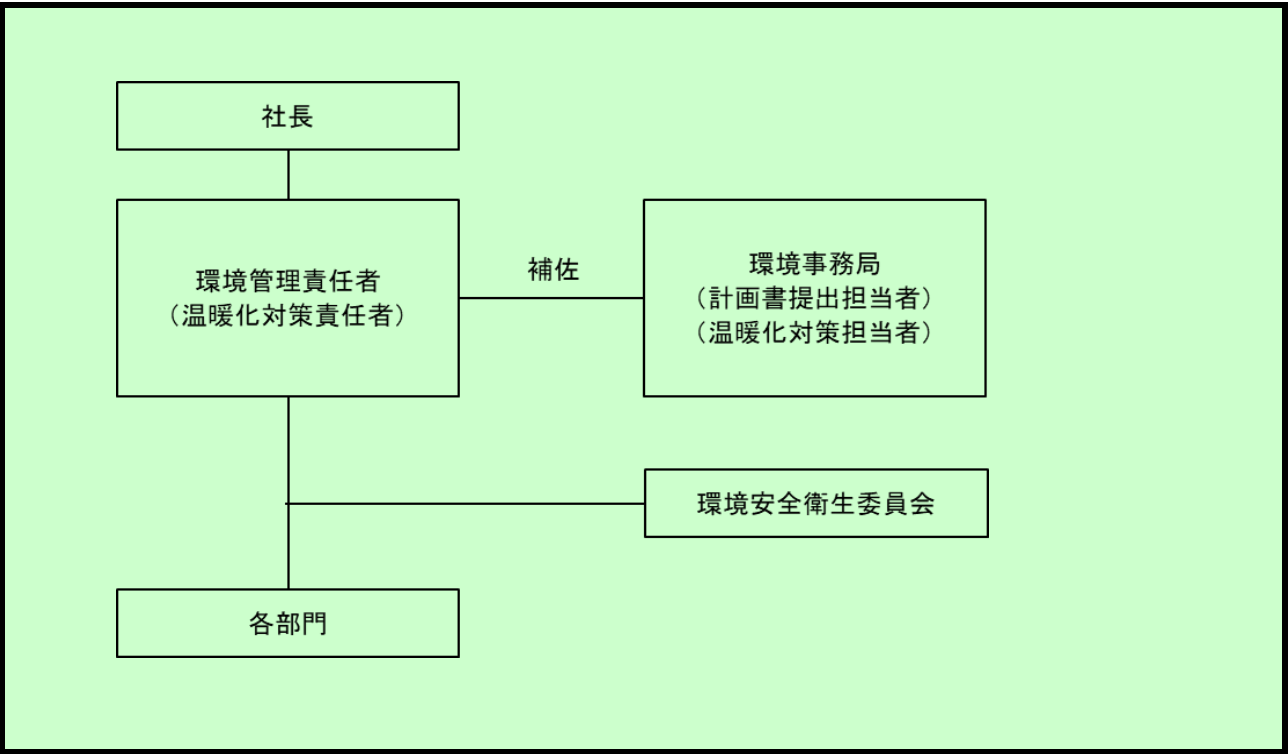 社長
環境管理責任者
（温暖化対策責任者）
補佐
環境事務局
（計画書提出担当者）
（温暖化対策担当者）
環境安全衛生委員会
各部門